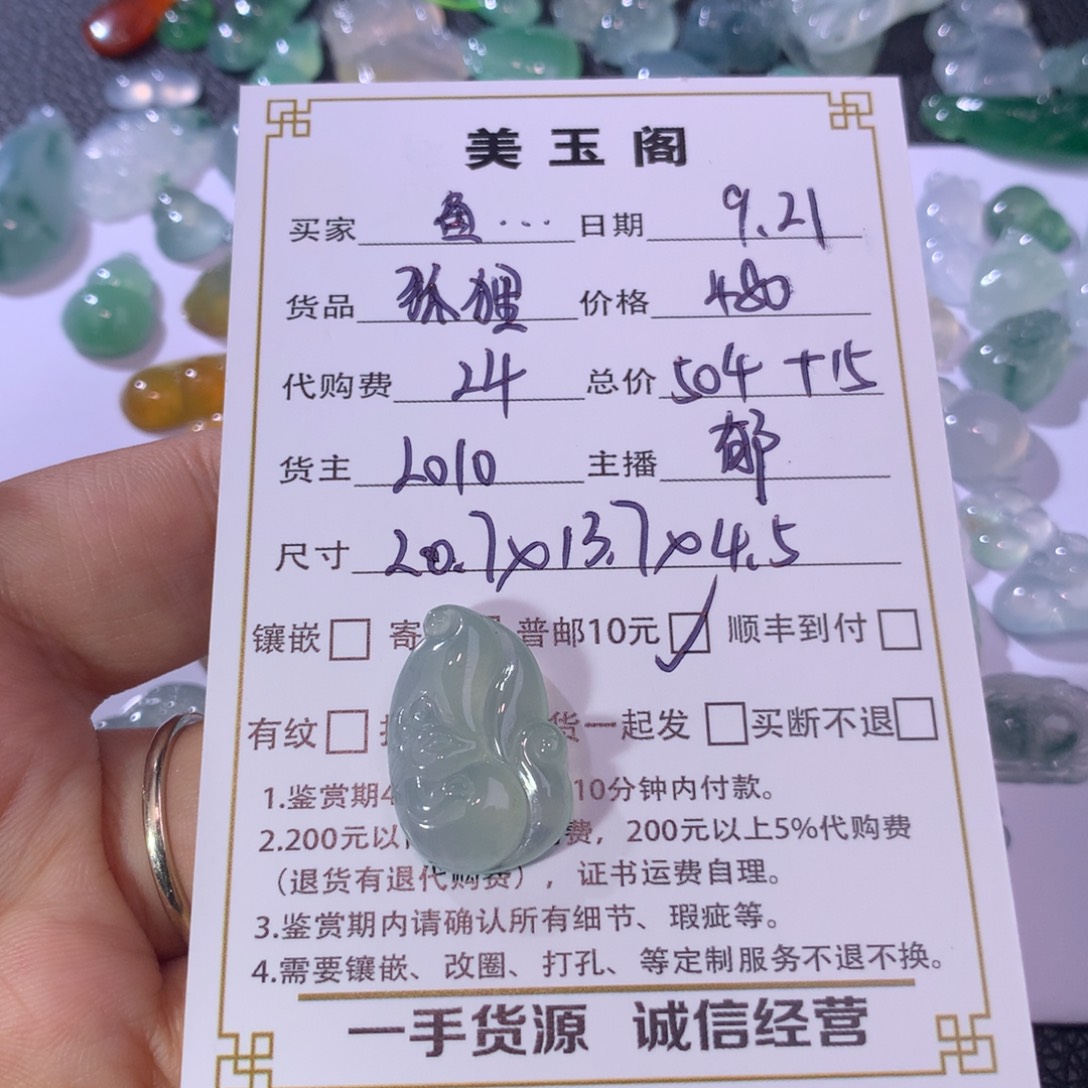 美玉阁
买家 鱼... 日期 9.21
货品 狐狸 价格 480
代购费 24 总价 504 +15
货主 2010 主播 郁
尺寸 20.7x13.7x4.5
镶嵌□ 寄 普邮10元☑ 顺丰到付□
有纹□ 货一起发□ 买断不退□
1.鉴赏期4 10分钟内付款。
2.200元以 费，200元以上5%代购费
（退货有退代购费），证书运费自理。
3.鉴赏期内请确认所有细节、瑕疵等。
4.需要镶嵌、改圈、打孔、等定制服务不退不换。
一手货源 诚信经营